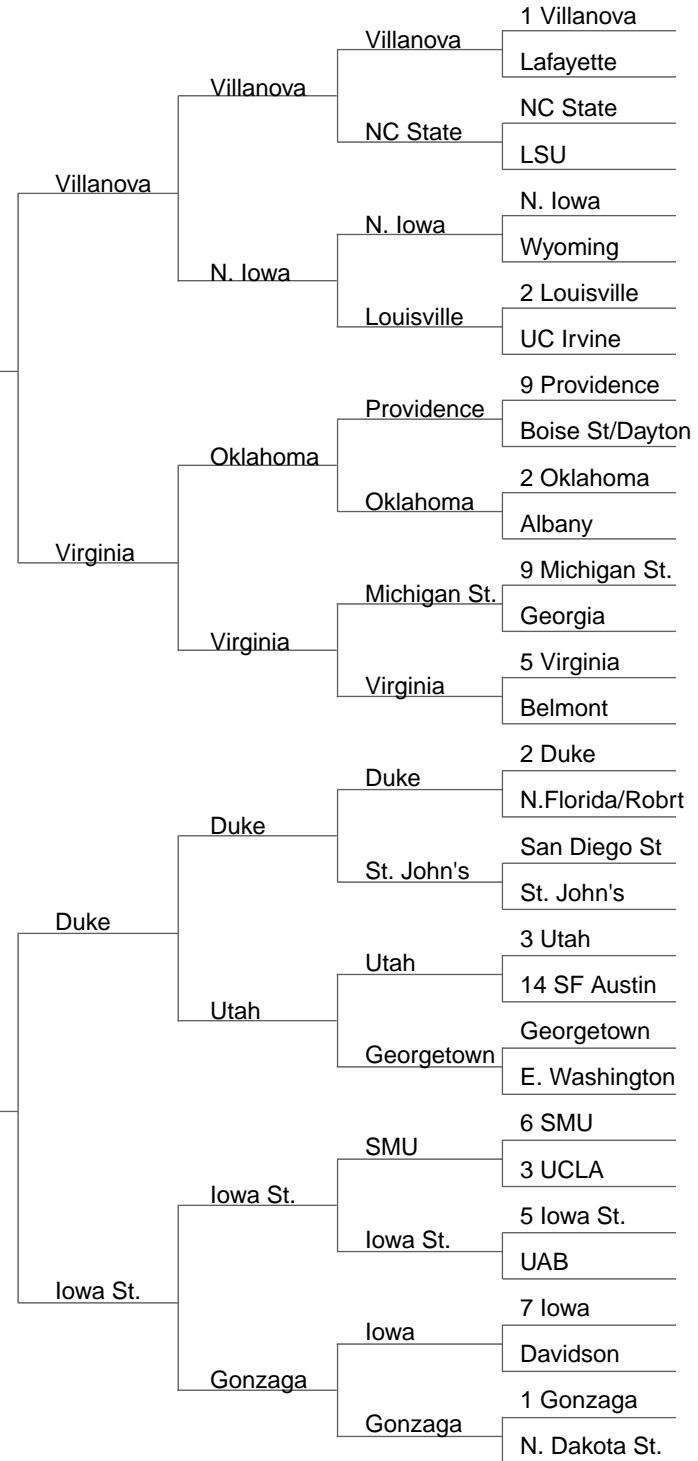 1 Villanova
Villanova
Lafayette
Villanova
NC State
NC State
LSU
Villanova
N. Iowa
N. Iowa
Wyoming
N. Iowa
2 Louisville
Louisville
UC Irvine
9 Providence
Providence
Boise St/Dayton
Oklahoma
2 Oklahoma
Oklahoma
Albany
Virginia
9 Michigan St.
Michigan St.
Georgia
Virginia
5 Virginia
Virginia
Belmont
2 Duke
Duke
N.Florida/Robrt
Duke
San Diego St
St. John's
St. John's
Duke
3 Utah
Utah
14 SF Austin
Utah
Georgetown
Georgetown
E. Washington
6 SMU
SMU
3 UCLA
Iowa St.
5 Iowa St.
Iowa St.
UAB
Iowa St.
7 Iowa
Iowa
Davidson
Gonzaga
1 Gonzaga
Gonzaga
N. Dakota St.